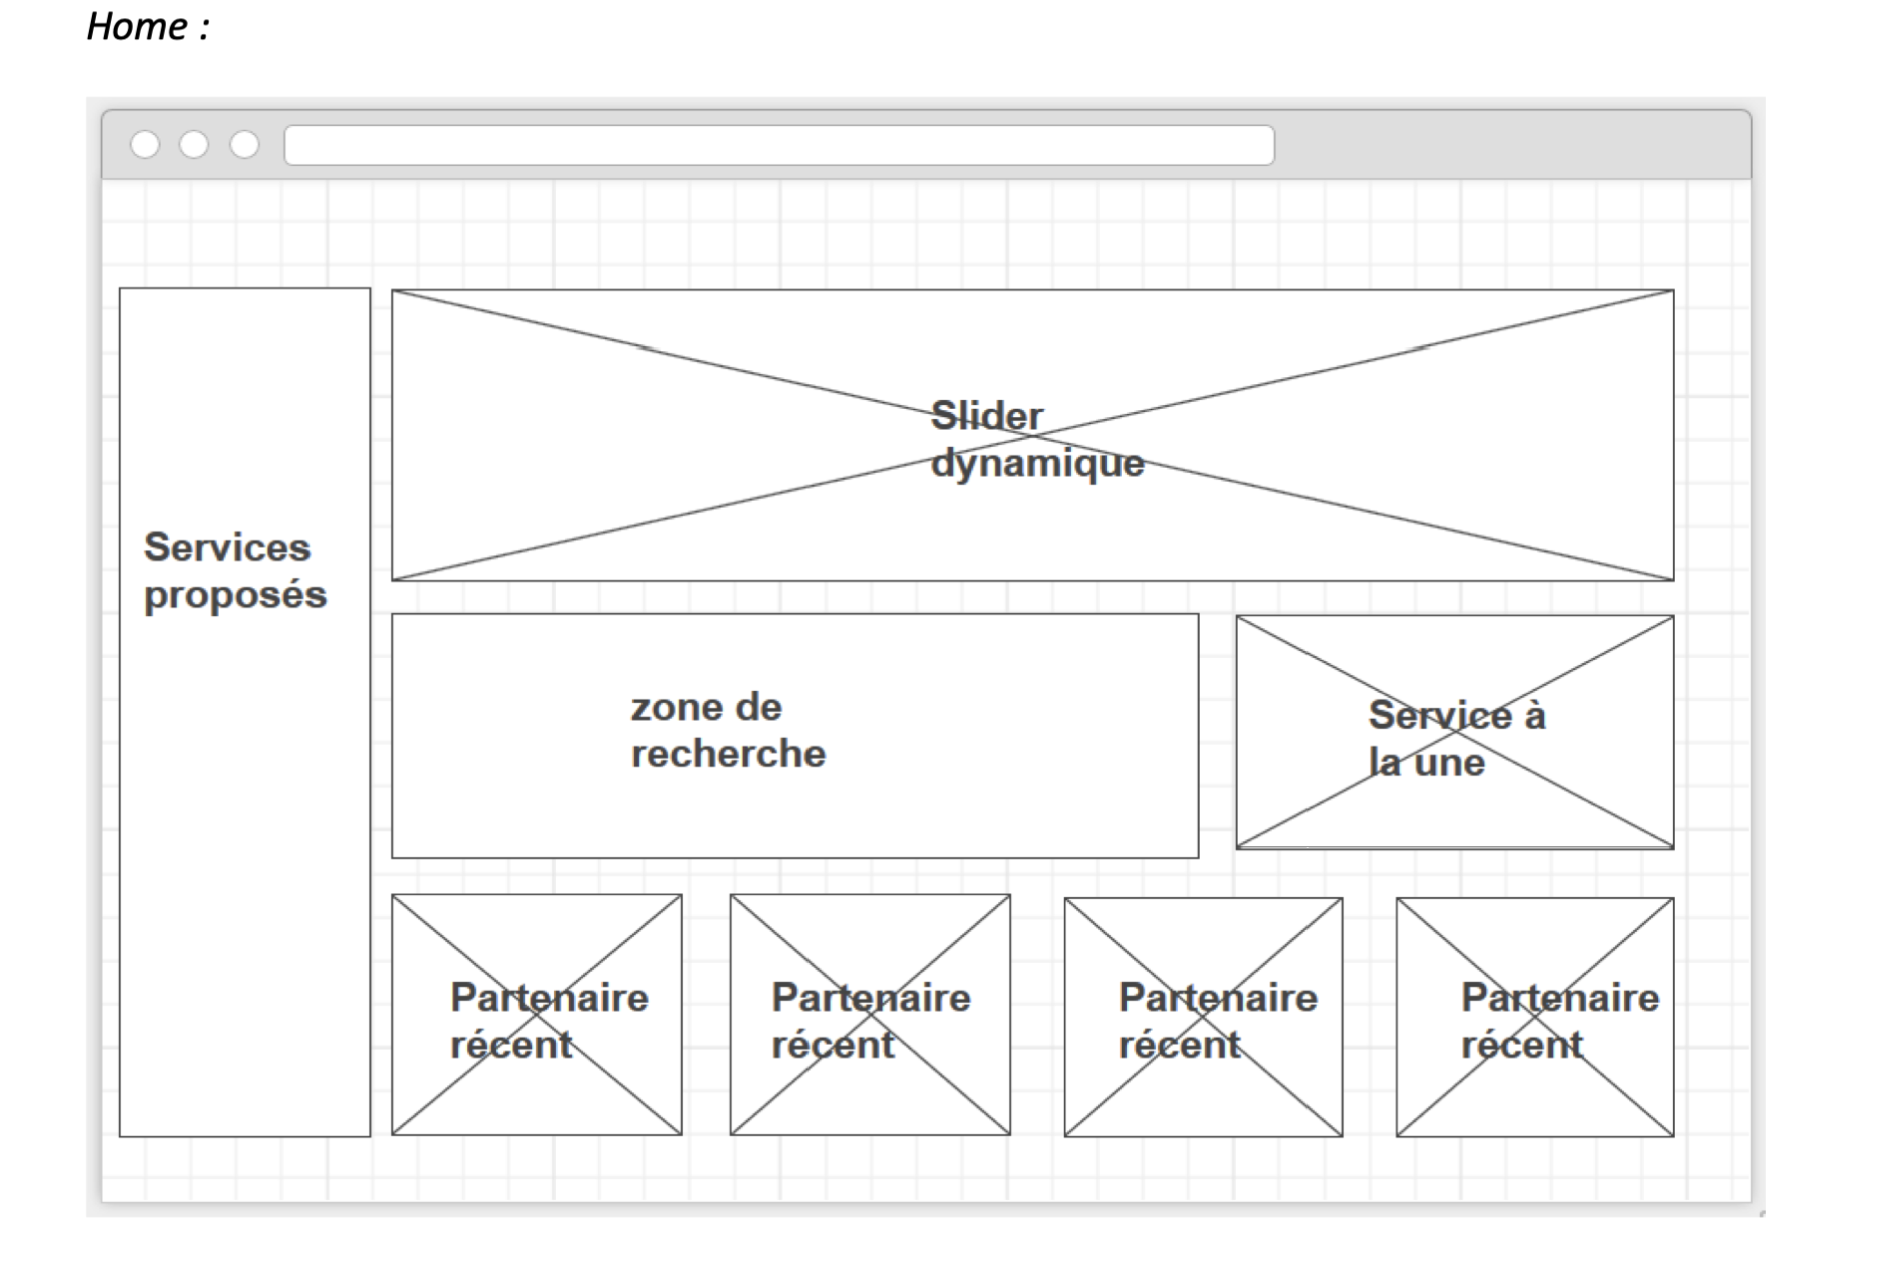 Home :
Services
proposés
Slider
dynamique
zone de
recherche
Service à
la une
Partenaire
récent
Partenaire
récent
Partenaire
récent
Partenaire
récent